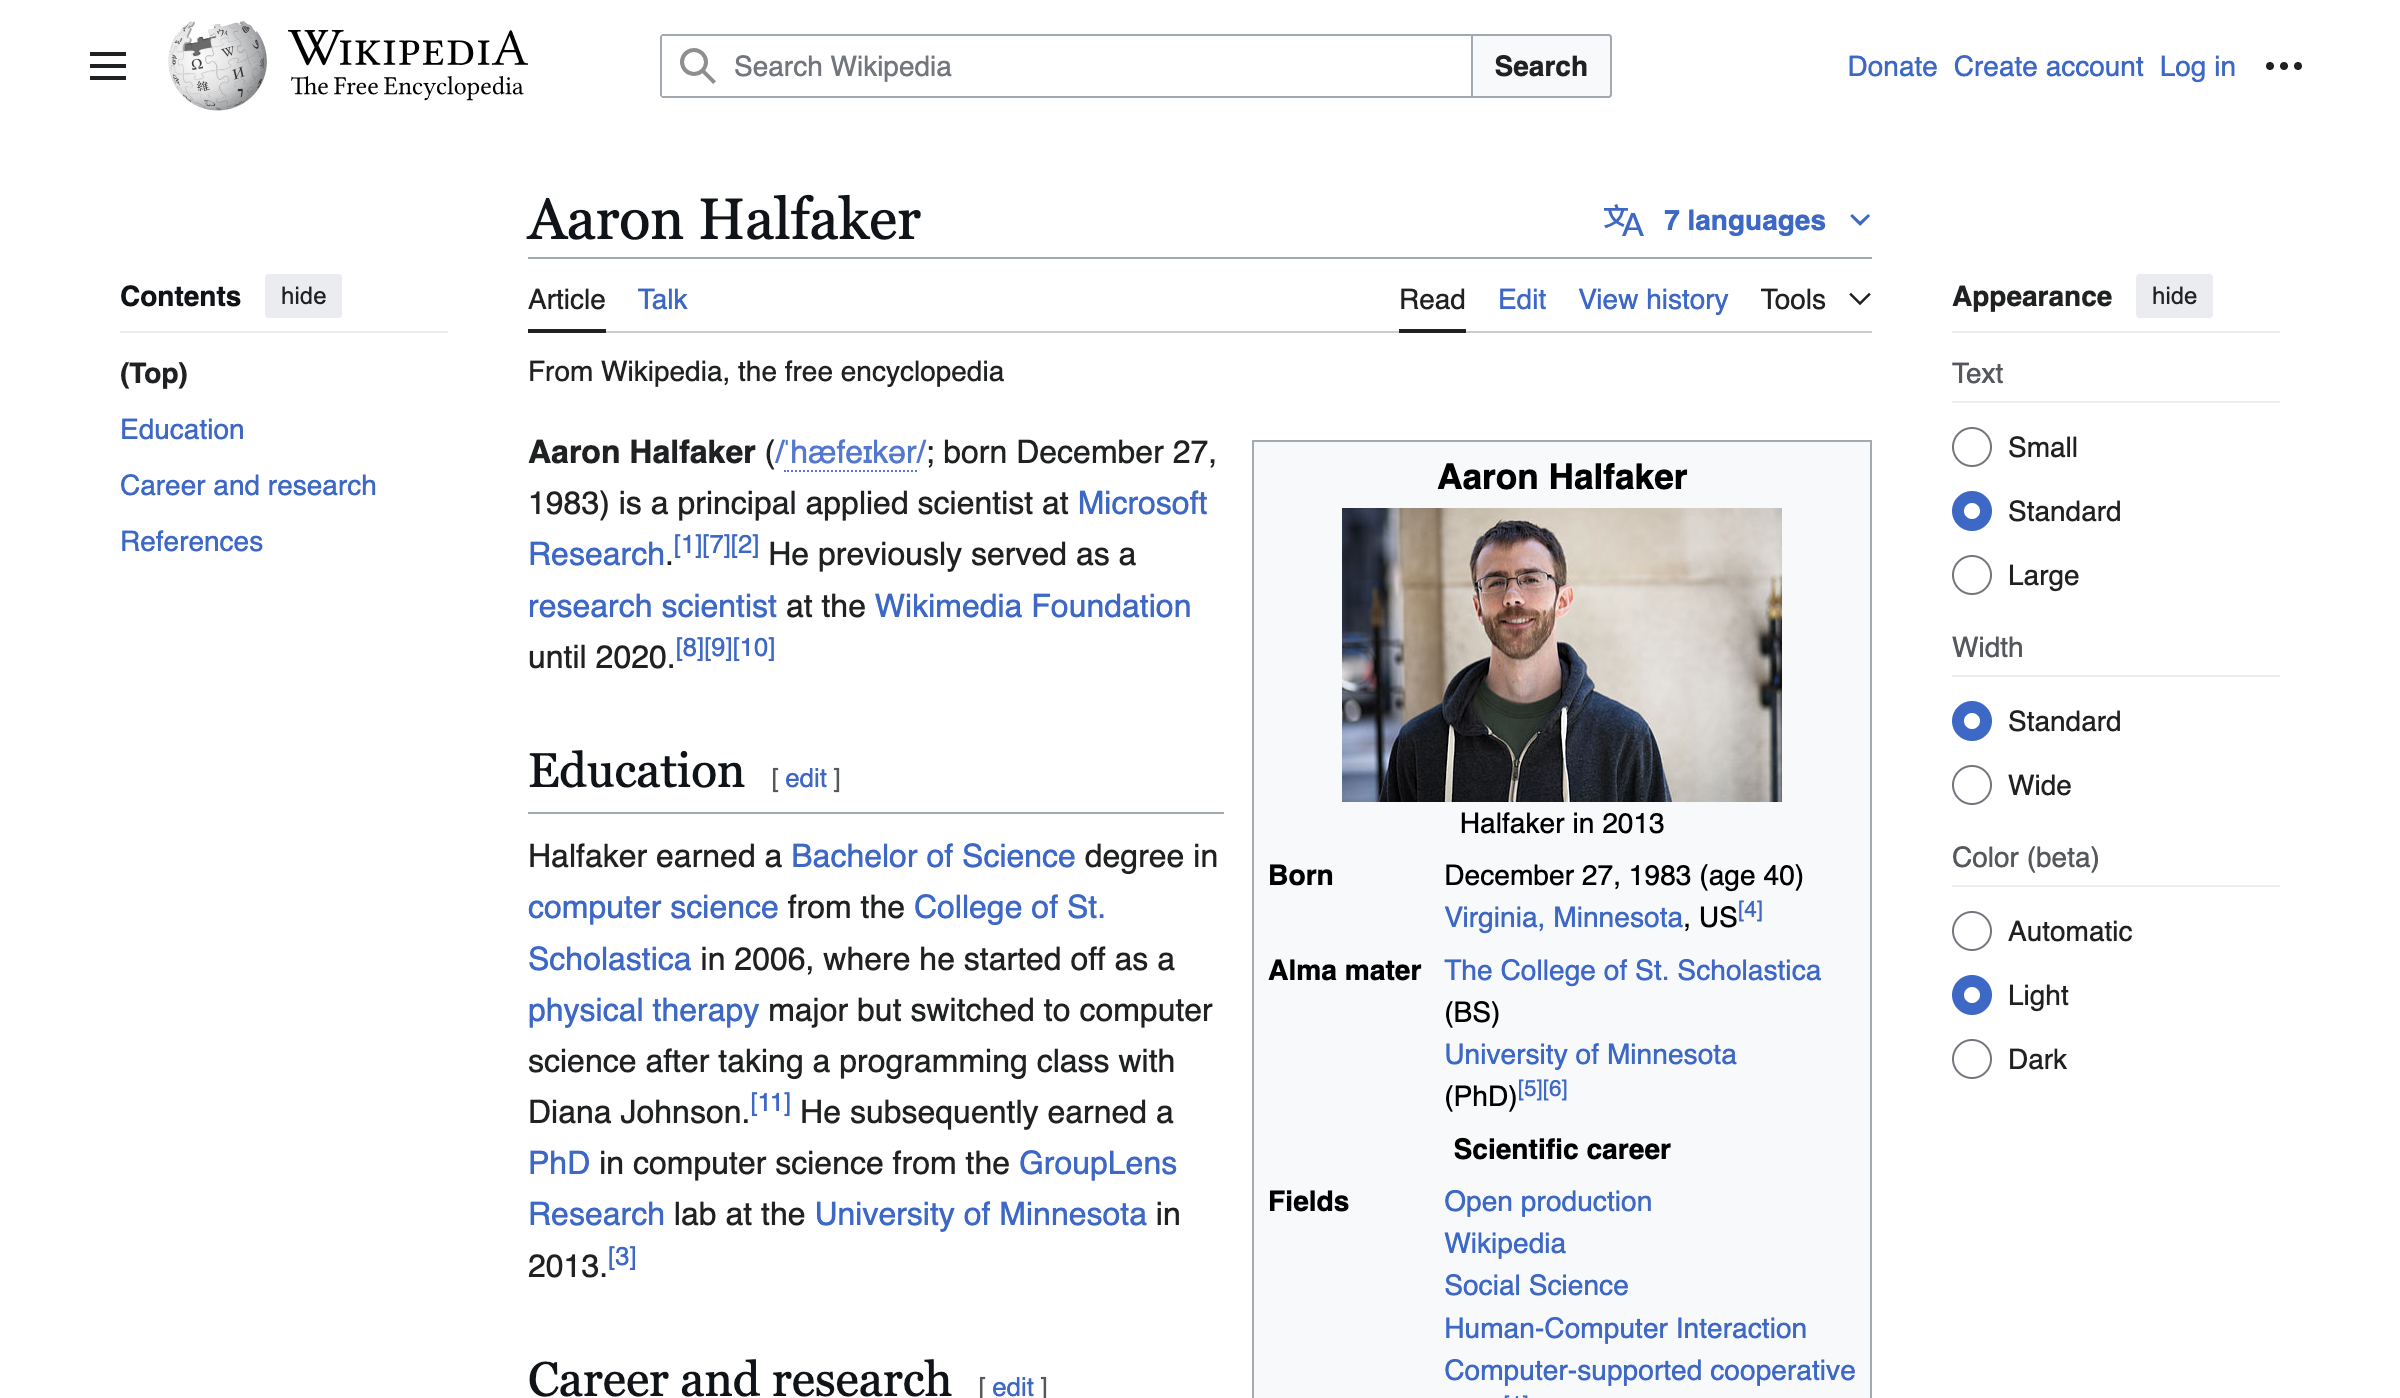 WIKIPEDIA
The Free Encyclopedia
Search Wikipedia
Search
Donate Create account Log in
Contents hide
(Top)
Education
Career and research
References
Aaron Halfaker
7 languages
Article Talk
Read Edit View history Tools
From Wikipedia, the free encyclopedia
Aaron Halfaker (/ˈhæfeɪkər/; born December 27,
1983) is a principal applied scientist at Microsoft
Research.[1][7][2] He previously served as a
research scientist at the Wikimedia Foundation
until 2020.[8][9][10]
Education [ edit ]
Halfaker earned a Bachelor of Science degree in
computer science from the College of St.
Scholastica in 2006, where he started off as a
physical therapy major but switched to computer
science after taking a programming class with
Diana Johnson.[11] He subsequently earned a
PhD in computer science from the GroupLens
Research lab at the University of Minnesota in
2013.[3]
Career and research [ edit ]
Aaron Halfaker
Halfaker in 2013
Born December 27, 1983 (age 40)
Virginia, Minnesota, US[4]
Alma mater The College of St. Scholastica
(BS)
University of Minnesota
(PhD)[5][6]
Scientific career
Fields Open production
Wikipedia
Social Science
Human-Computer Interaction
Computer-supported cooperative
Appearance hide
Text
Small
Standard
Large
Width
Standard
Wide
Color (beta)
Automatic
Light
Dark